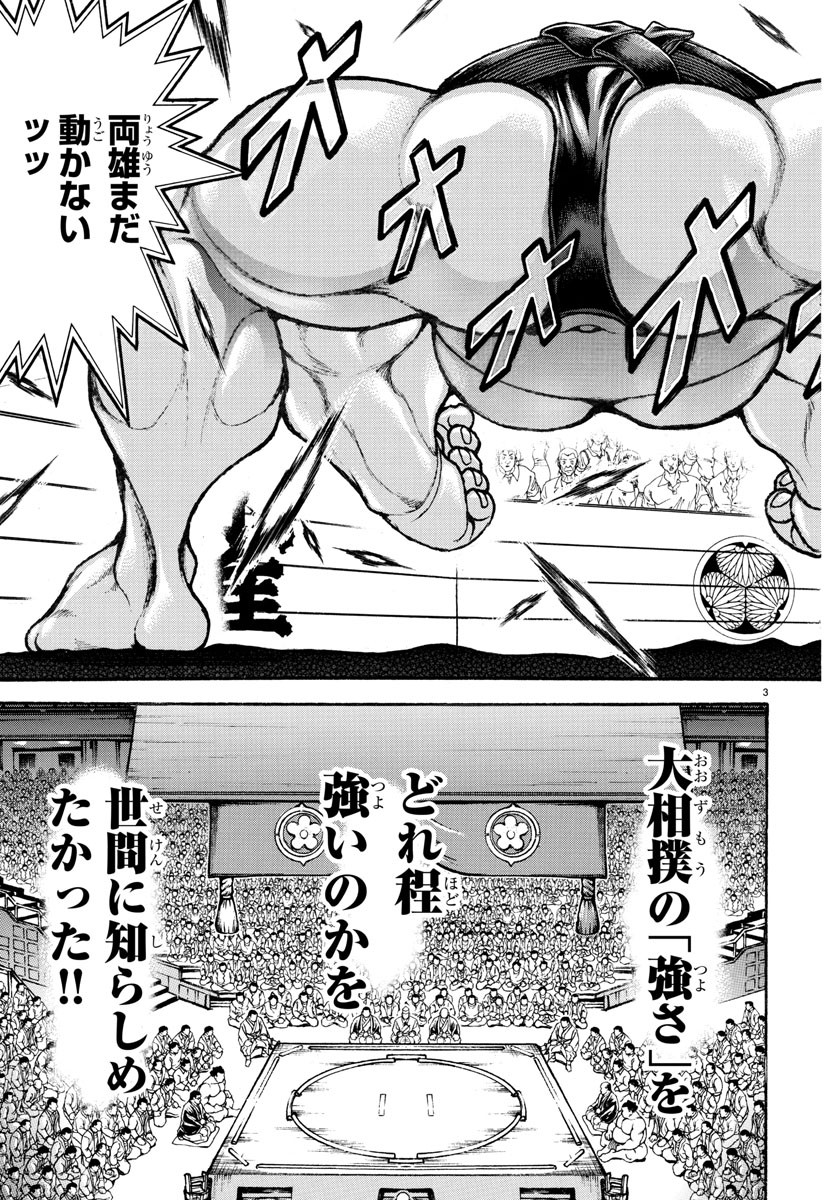 両雄まだ
動かない
ッッ
オオオオ
3
大相撲の「強さ」を
どれ程
強いのかを
世間に知らしめ
たかった!!